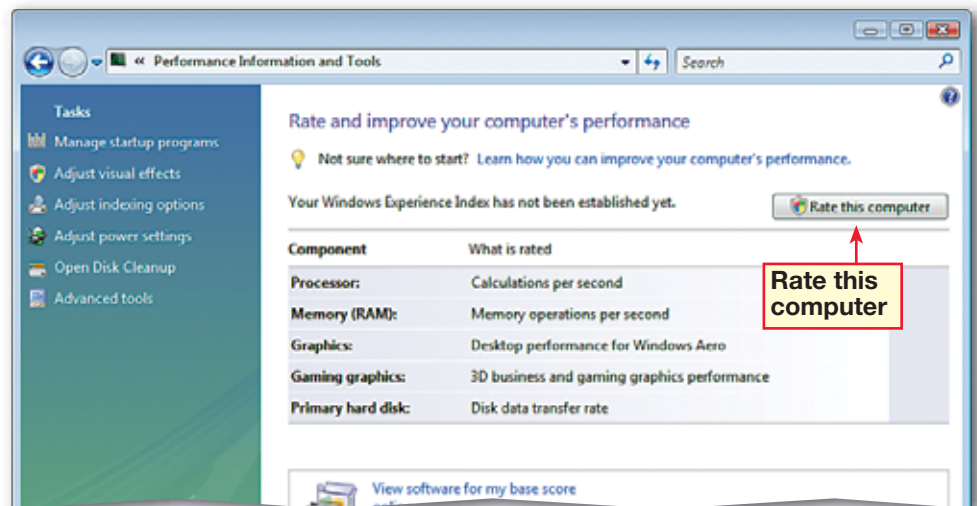 « Performance Information and Tools
Search
Tasks
Manage startup programs
Adjust visual effects
Adjust indexing options
Adjust power settings
Open Disk Cleanup
Advanced tools
Rate and improve your computer's performance
Not sure where to start? Learn how you can improve your computer's performance.
Your Windows Experience Index has not been established yet.
Rate this computer
Component What is rated
Processor: Calculations per second
Memory (RAM): Memory operations per second
Graphics: Desktop performance for Windows Aero
Gaming graphics: 3D business and gaming graphics performance
Primary hard disk: Disk data transfer rate
Rate this
computer
View software for my base score